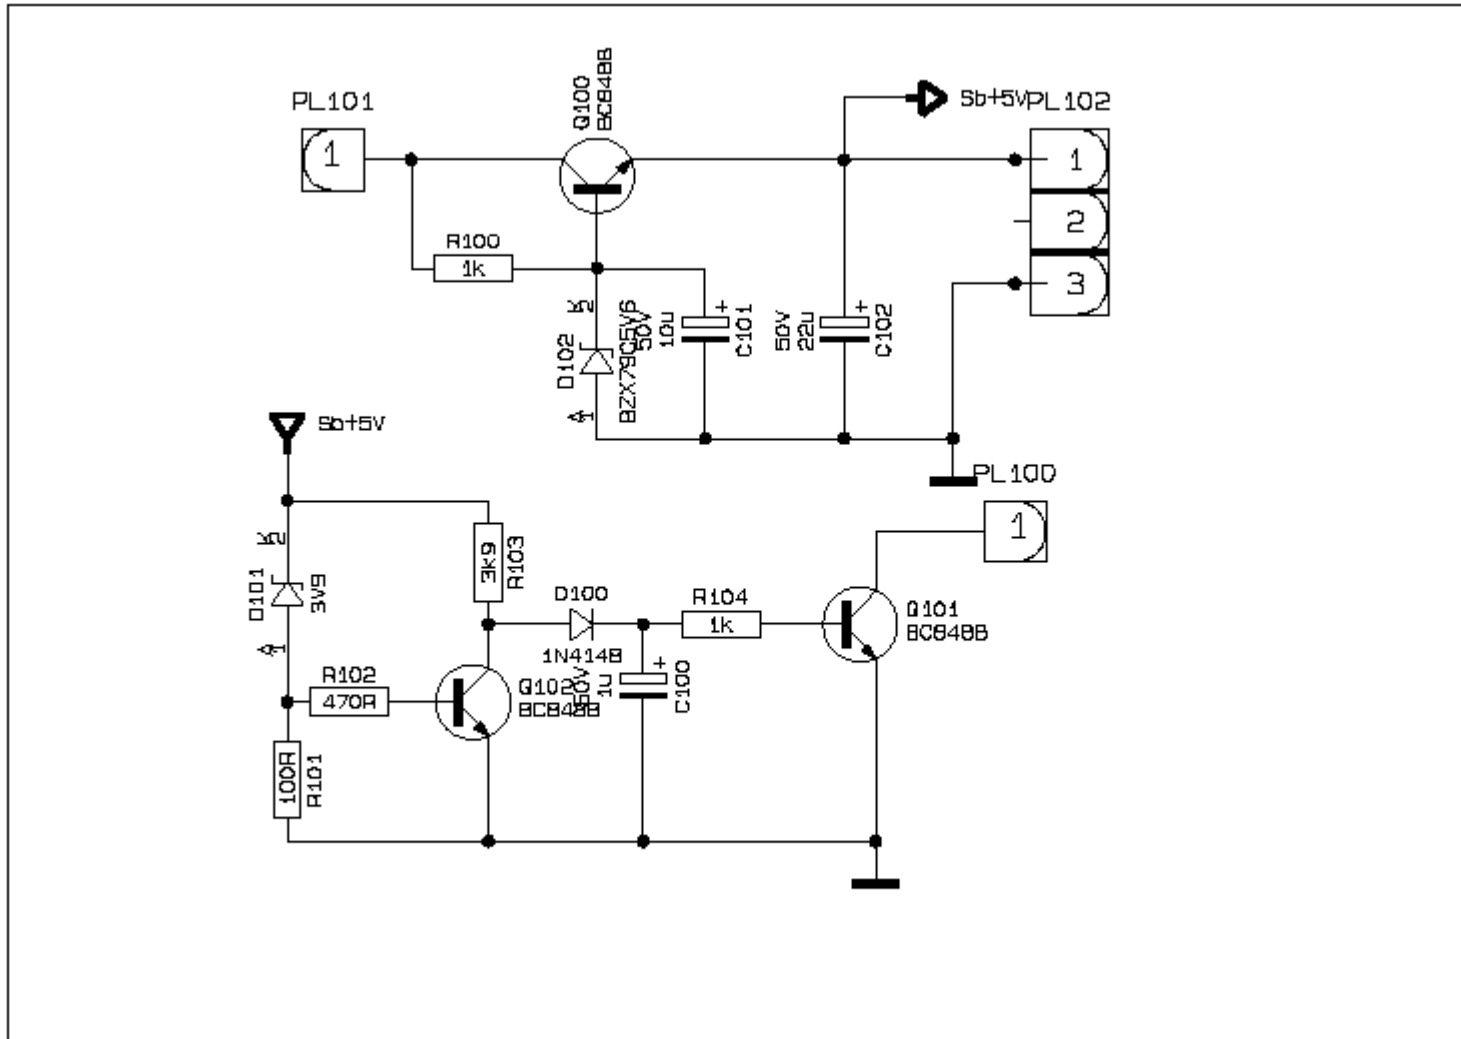 PL101
1
Q100
BC848B
Sb+5V
PL102
1
2
3
R100
1k
K
2
D102
BZX79C5V6
A
1
50V
10u
+
C101
50V
22u
+
C102
Sb+5V
PL100
1
K
2
D101
3V9
A
1
3k9
R103
D100
1N4148
R104
1k
Q101
BC848B
R102
470R
Q102
BC848B
50V
1u
+
C100
100R
R101